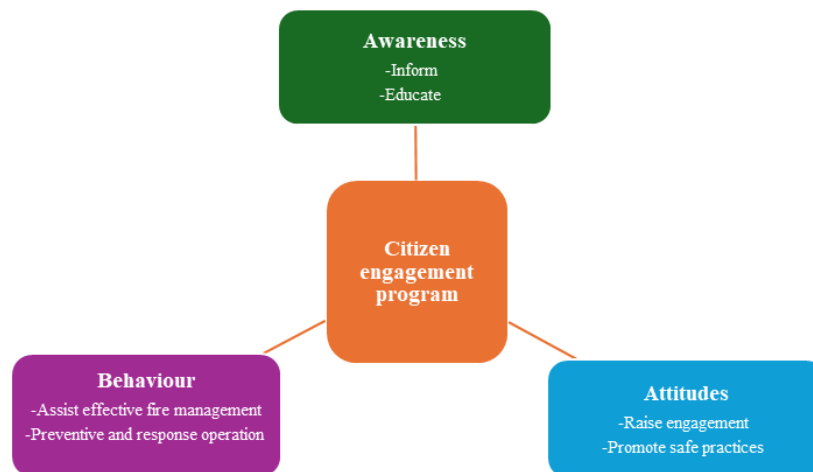 Awareness
-Inform
-Educate
Citizen
engagement
program
Behaviour
-Assist effective fire management
-Preventive and response operation
Attitudes
-Raise engagement
-Promote safe practices